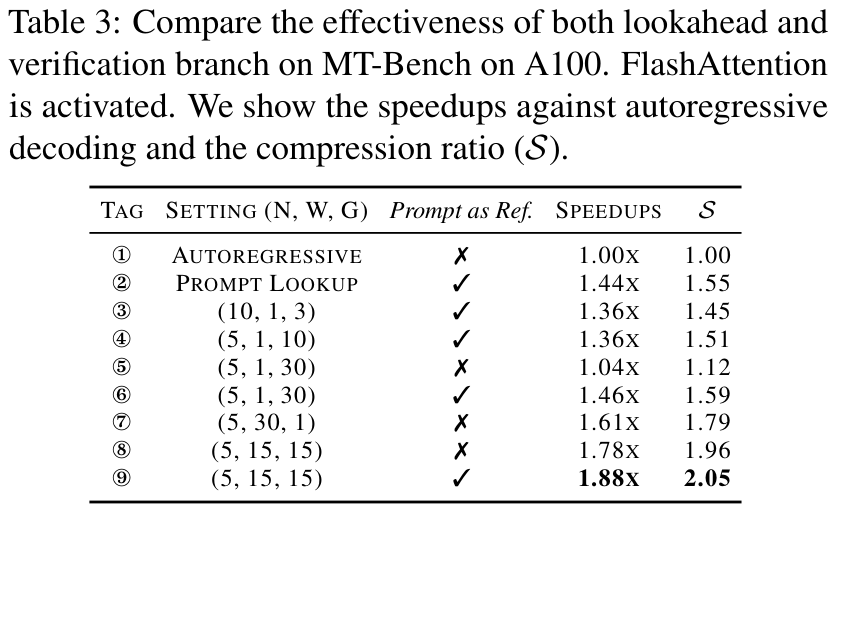 Table 3: Compare the effectiveness of both lookahead and
verification branch on MT-Bench on A100. FlashAttention
is activated. We show the speedups against autoregressive
decoding and the compression ratio (𝒮).
TAG SETTING (N, W, G) Prompt as Ref. SPEEDUPS 𝒮
① AUTOREGRESSIVE ✗ 1.00X 1.00
② PROMPT LOOKUP ✓ 1.44X 1.55
③ (10, 1, 3) ✓ 1.36X 1.45
④ (5, 1, 10) ✓ 1.36X 1.51
⑤ (5, 1, 30) ✗ 1.04X 1.12
⑥ (5, 1, 30) ✓ 1.46X 1.59
⑦ (5, 30, 1) ✗ 1.61X 1.79
⑧ (5, 15, 15) ✗ 1.78X 1.96
⑨ (5, 15, 15) ✓ 1.88X 2.05